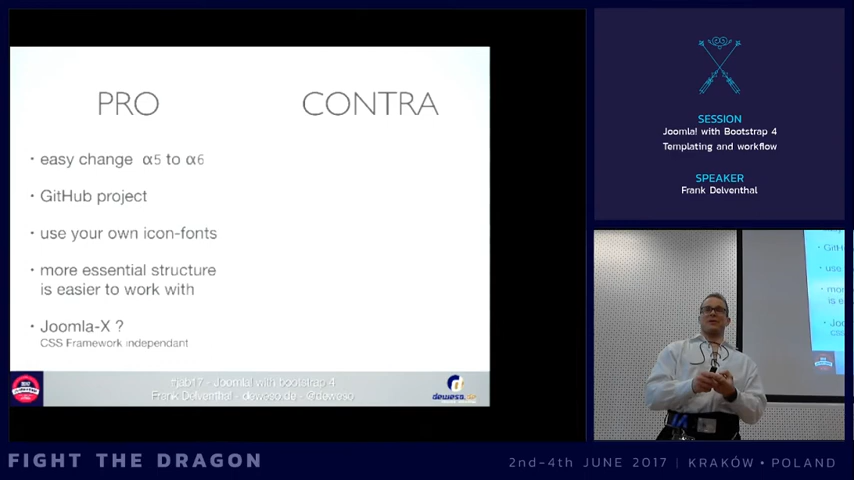 PRO
CONTRA
• easy change α5 to α6
• GitHub project
• use your own icon-fonts
• more essential structure
is easier to work with
• Joomla-X ?
CSS Framework independant
#jab17 - Joomla! with bootstrap 4
Frank Delventhal - deweso.de - @deweso
deweso.de
SESSION
Joomla! with Bootstrap 4
Templating and workflow
SPEAKER
Frank Delventhal
FIGHT THE DRAGON
2nd-4th JUNE 2017 | KRAKÓW • POLAND